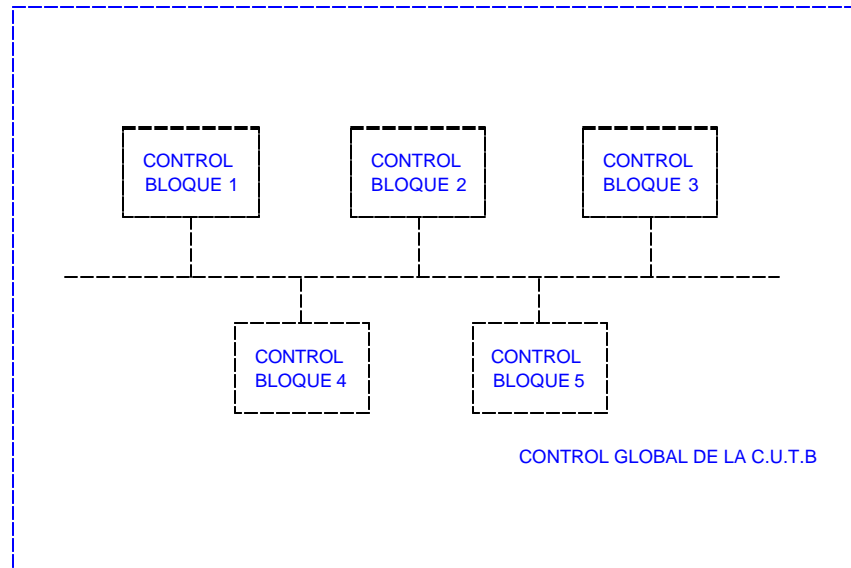 CONTROL
BLOQUE 1
CONTROL
BLOQUE 2
CONTROL
BLOQUE 3
CONTROL
BLOQUE 4
CONTROL
BLOQUE 5
CONTROL GLOBAL DE LA C.U.T.B